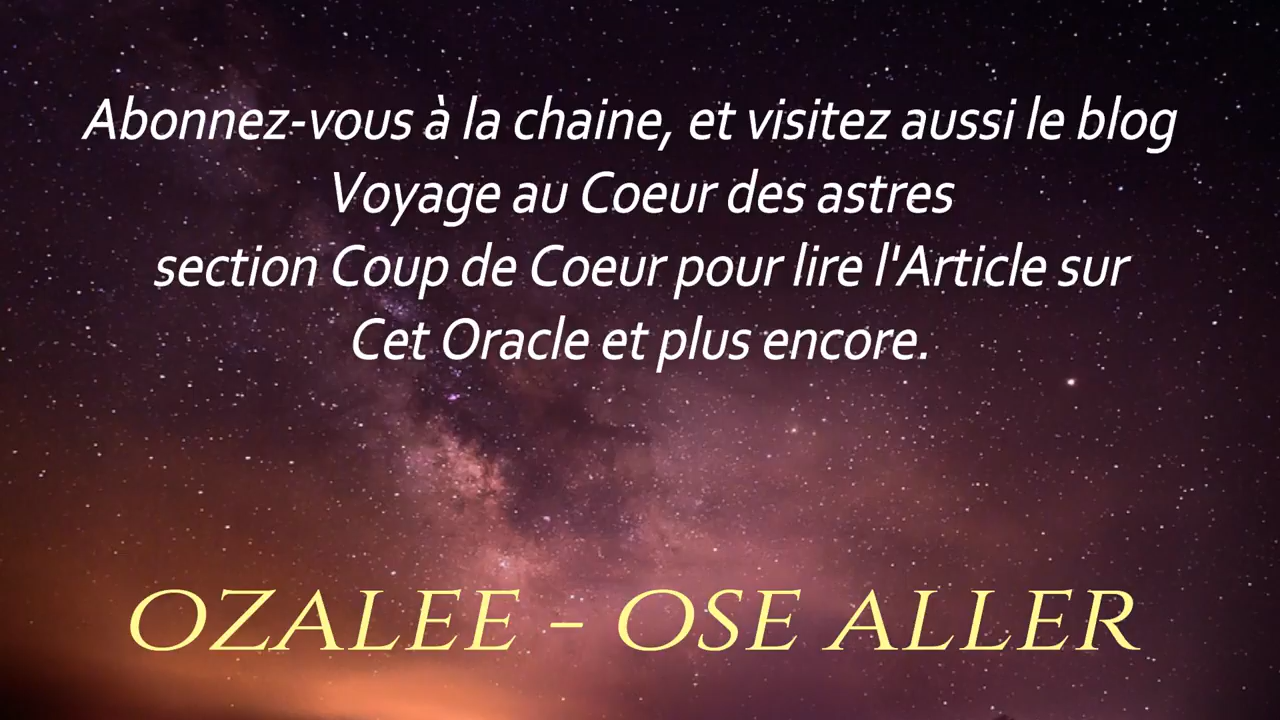 Abonnez-vous à la chaine, et visitez aussi le blog
Voyage au Coeur des astres
section Coup de Coeur pour lire l'Article sur
Cet Oracle et plus encore.
OZALEE - OSE ALLER